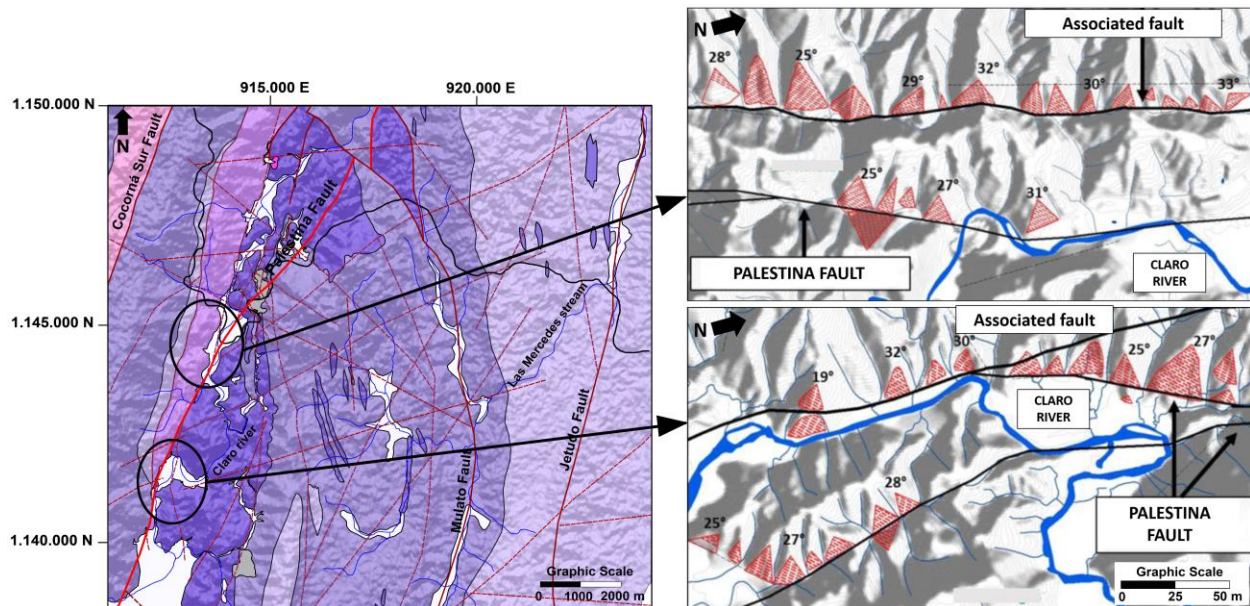 915.000 E
920.000 E
1.150.000 N
N
Cocorná Sur Fault
Palestina Fault
1.145.000 N
Las Mercedes stream
Claro river
Mulato Fault
Jetudo Fault
1.140.000 N
Graphic Scale
0 1000 2000 m
N
Associated fault
28°
25°
29°
32°
30°
33°
25°
27°
31°
PALESTINA FAULT
CLARO
RIVER
N
Associated fault
19°
32°
30°
25°
27°
CLARO
RIVER
28°
25°
27°
PALESTINA
FAULT
Graphic Scale
0 25 50 m